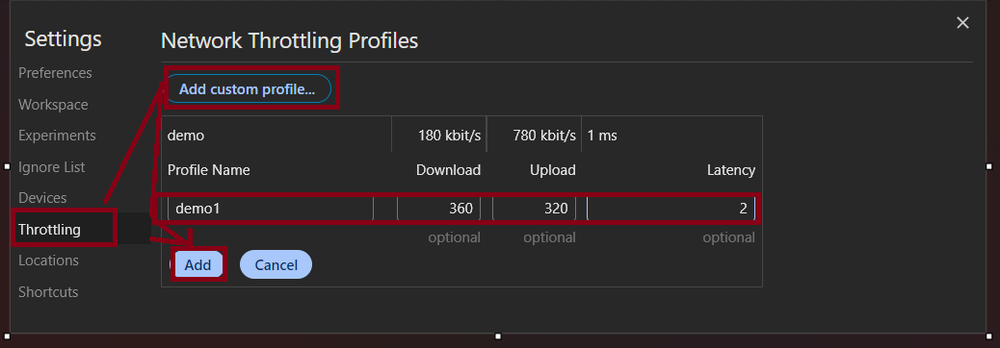 Settings
Preferences
Workspace
Experiments
Ignore List
Devices
Throttling
Locations
Shortcuts
Network Throttling Profiles
Add custom profile...
demo 180 kbit/s 780 kbit/s 1 ms
Profile Name Download Upload Latency
demo1 360 320 2
optional optional optional
Add Cancel